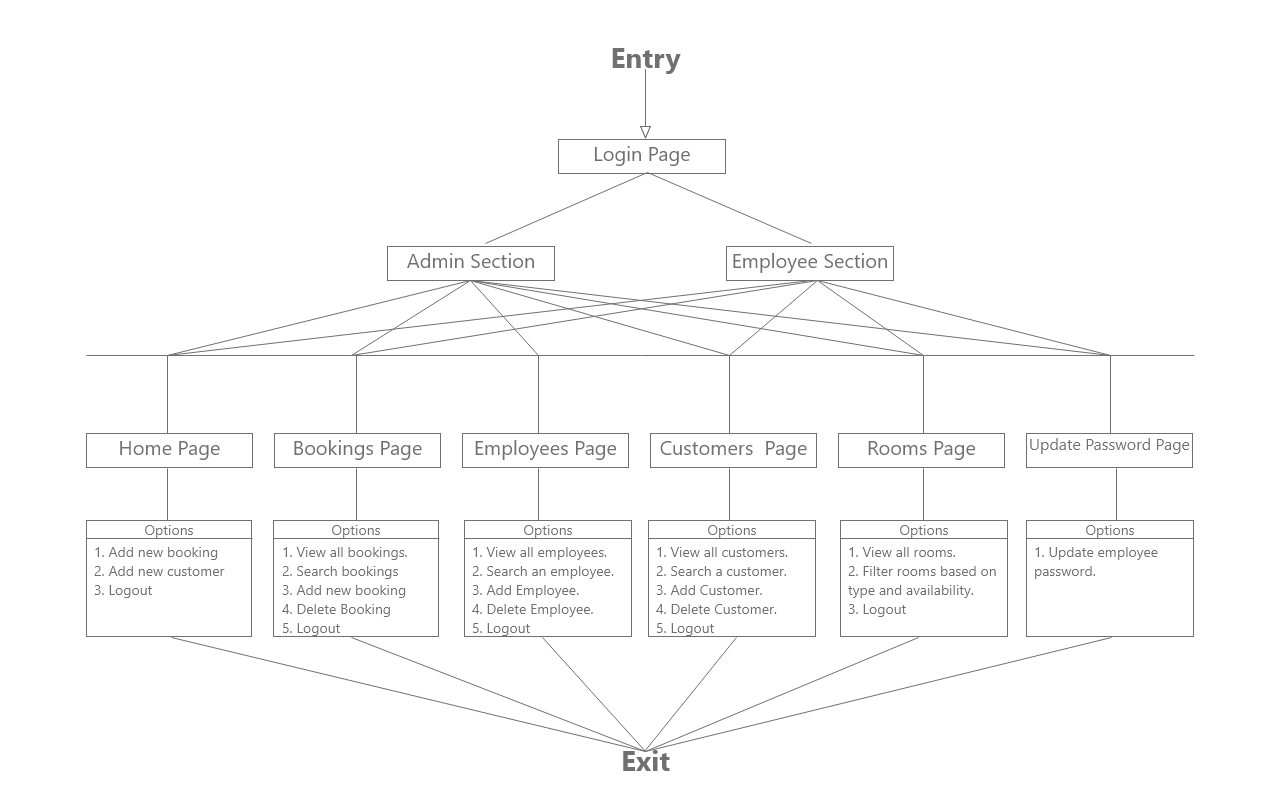 Entry
Login Page
Admin Section
Employee Section
Home Page
Bookings Page
Employees Page
Customers  Page
Rooms Page
Update Password Page
Options
1. Add new booking
2. Add new customer
3. Logout
Options
1. View all bookings.
2. Search bookings
3. Add new booking
4. Delete Booking
5. Logout
Options
1. View all employees.
2. Search an employee.
3. Add Employee.
4. Delete Employee.
5. Logout
Options
1. View all customers.
2. Search a customer.
3. Add Customer.
4. Delete Customer.
5. Logout
Options
1. View all rooms.
2. Filter rooms based on
type and availability.
3. Logout
Options
1. Update employee
password.
Exit